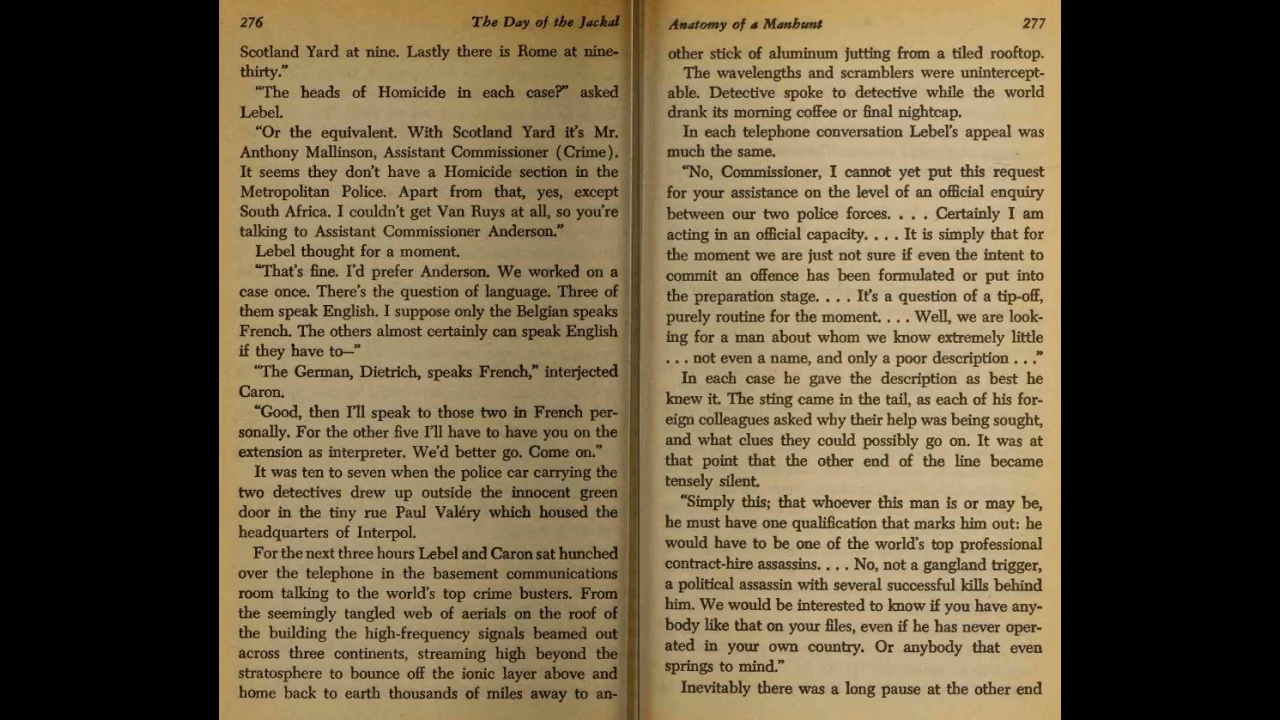 276
The Day of the Jackal
Scotland Yard at nine. Lastly there is Rome at nine-
thirty.”
“The heads of Homicide in each case?” asked
Lebel.
“Or the equivalent. With Scotland Yard it’s Mr.
Anthony Mallinson, Assistant Commissioner (Crime).
It seems they don’t have a Homicide section in the
Metropolitan Police. Apart from that, yes, except
South Africa. I couldn’t get Van Ruys at all, so you’re
talking to Assistant Commissioner Anderson.”
Lebel thought for a moment.
“That’s fine. I’d prefer Anderson. We worked on a
case once. There’s the question of language. Three of
them speak English. I suppose only the Belgian speaks
French. The others almost certainly can speak English
if they have to—”
“The German, Dietrich, speaks French,” interjected
Caron.
“Good, then I’ll speak to those two in French per-
sonally. For the other five I’ll have to have you on the
extension as interpreter. We’d better go. Come on.”
It was ten to seven when the police car carrying the
two detectives drew up outside the innocent green
door in the tiny rue Paul Valéry which housed the
headquarters of Interpol.
For the next three hours Lebel and Caron sat hunched
over the telephone in the basement communications
room talking to the world’s top crime busters. From
the seemingly tangled web of aerials on the roof of
the building the high-frequency signals beamed out
across three continents, streaming high beyond the
stratosphere to bounce off the ionic layer above and
home back to earth thousands of miles away to an-
Anatomy of a Manhunt
277
other stick of aluminum jutting from a tiled rooftop.
The wavelengths and scramblers were unintercept-
able. Detective spoke to detective while the world
drank its morning coffee or final nightcap.
In each telephone conversation Lebel’s appeal was
much the same.
“No, Commissioner, I cannot yet put this request
for your assistance on the level of an official enquiry
between our two police forces. . . . Certainly I am
acting in an official capacity. . . . It is simply that for
the moment we are just not sure if even the intent to
commit an offence has been formulated or put into
the preparation stage. . . . It’s a question of a tip-off,
purely routine for the moment. . . . Well, we are look-
ing for a man about whom we know extremely little
. . . not even a name, and only a poor description . . .”
In each case he gave the description as best he
knew it. The sting came in the tail, as each of his for-
eign colleagues asked why their help was being sought,
and what clues they could possibly go on. It was at
that point that the other end of the line became
tensely silent.
“Simply this; that whoever this man is or may be,
he must have one qualification that marks him out: he
would have to be one of the world’s top professional
contract-hire assassins. . . . No, not a gangland trigger,
a political assassin with several successful kills behind
him. We would be interested to know if you have any-
body like that on your files, even if he has never oper-
ated in your own country. Or anybody that even
springs to mind.”
Inevitably there was a long pause at the other end